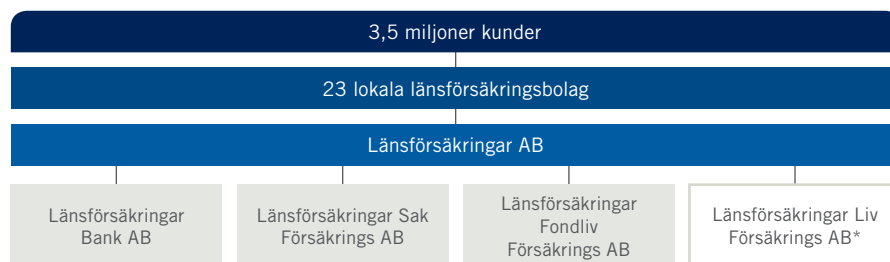 3,5 miljoner kunder
23 lokala länsförsäkringsbolag
Länsförsäkringar AB
Länsförsäkringar
Bank AB
Länsförsäkringar Sak
Försäkrings AB
Länsförsäkringar
Fondliv
Försäkrings AB
Länsförsäkringar Liv
Försäkrings AB*